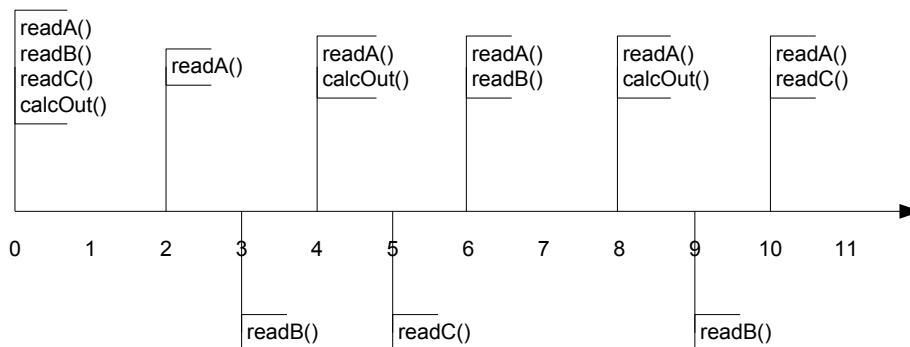 readA()
readB()
readC()
calcOut()
readA()
readA()
calcOut()
readA()
readB()
readA()
calcOut()
readA()
readC()
0 1 2 3 4 5 6 7 8 9 10 11
readB()
readC()
readB()